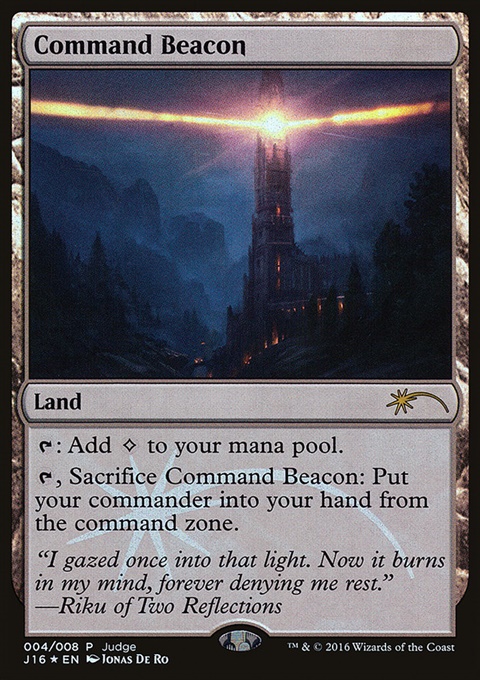 Command Beacon
Land
: Add to your mana pool.
, Sacrifice Command Beacon: Put
your commander into your hand from
the command zone.
“I gazed once into that light. Now it burns
in my mind, forever denying me rest.”
—Riku of Two Reflections
004/008 P Judge
J16 ★ EN Jonas De Ro
™ & © 2016 Wizards of the Coast